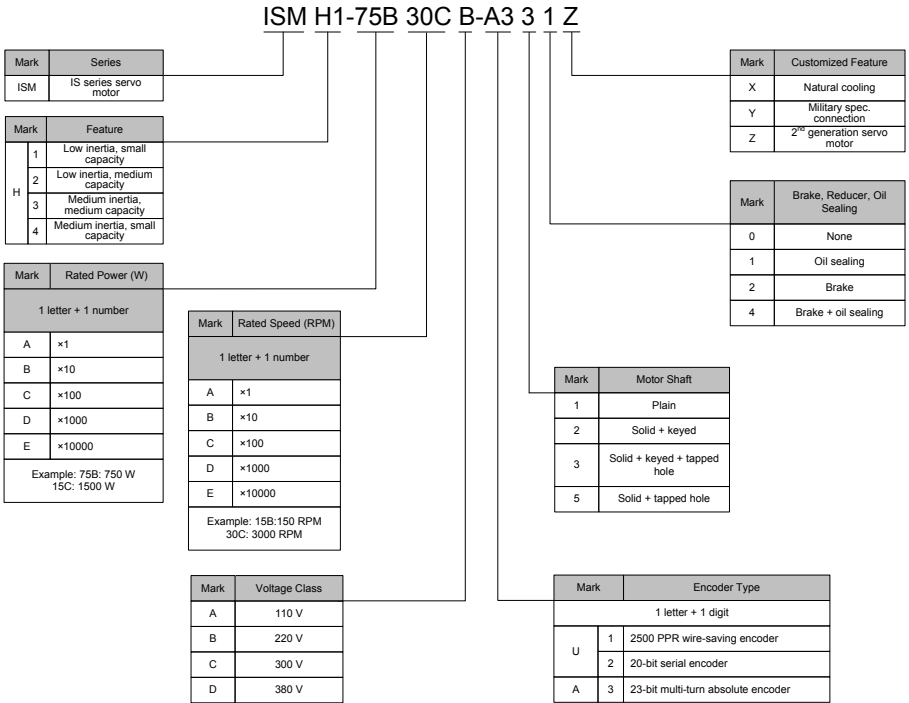 ISM H1-75B 30C B-A3 3 1 Z
Mark Series
ISM IS series servo
motor
Mark Feature
H
1 Low inertia, small
capacity
2 Low inertia, medium
capacity
3 Medium inertia,
medium capacity
4 Medium inertia, small
capacity
Mark Rated Power (W)
1 letter + 1 number
A ×1
B ×10
C ×100
D ×1000
E ×10000
Example: 75B: 750 W
15C: 1500 W
Mark Rated Speed (RPM)
1 letter + 1 number
A ×1
B ×10
C ×100
D ×1000
E ×10000
Example: 15B:150 RPM
30C: 3000 RPM
Mark Voltage Class
A 110 V
B 220 V
C 300 V
D 380 V
Mark Customized Feature
X Natural cooling
Y Military spec.
connection
Z 2nd generation servo
motor
Mark Brake, Reducer, Oil
Sealing
0 None
1 Oil sealing
2 Brake
4 Brake + oil sealing
Mark Motor Shaft
1 Plain
2 Solid + keyed
3 Solid + keyed + tapped
hole
5 Solid + tapped hole
Mark Encoder Type
1 letter + 1 digit
U
1 2500 PPR wire-saving encoder
2 20-bit serial encoder
A 3 23-bit multi-turn absolute encoder